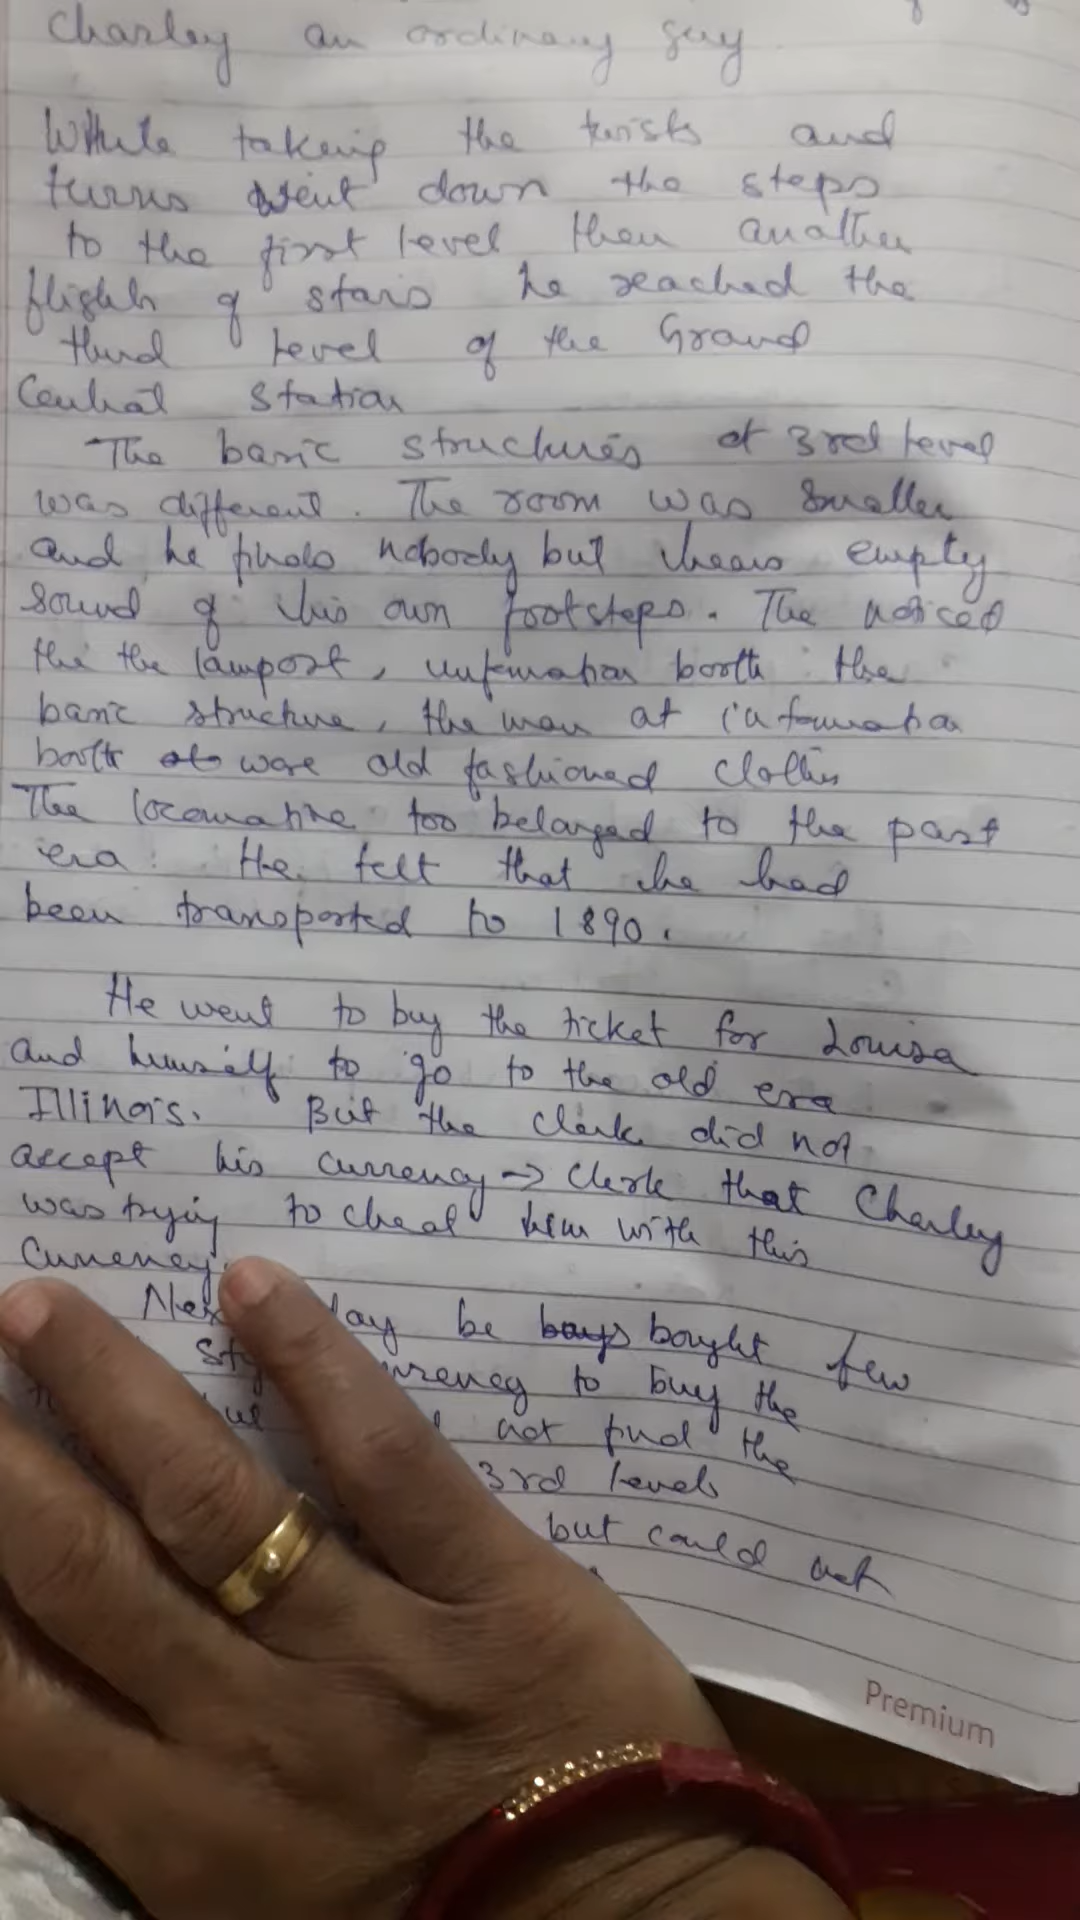 Charley an ordinary guy
While takeing the twists and
turns went down the steps
to the first level then another
flight of stairs he reached the
third level of the Grand
Central Station
The basic structures at 3rd level
was different. The room was smaller
and he finds nobody but hears empty
sound of his own footsteps. The noticed
the the lampost, information booth the
basic structure, the man at information
booth wore old fashioned clothes
The locomotive too belonged to the past
era. He felt that he had
been transported to 1890.
He went to buy the ticket for Louisa
and himself to go to the old era
Illinois. But the clerk did not
accept his currency → Clerk that Charley
was trying to cheat him with this
Currency.
day he bays bought few
to buy the
not find the
3rd levels
but could not
Premium